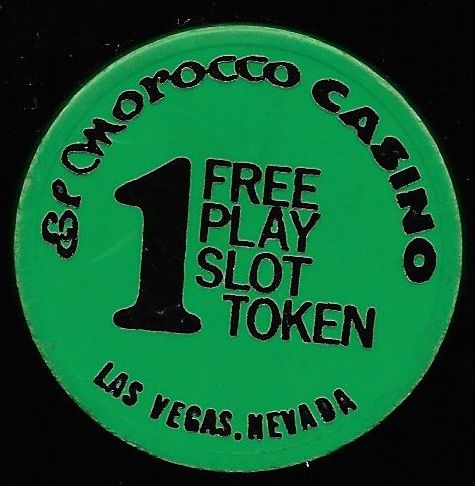 El Morocco CASINO
1 FREE
PLAY
SLOT
TOKEN
LAS VEGAS, NEVADA